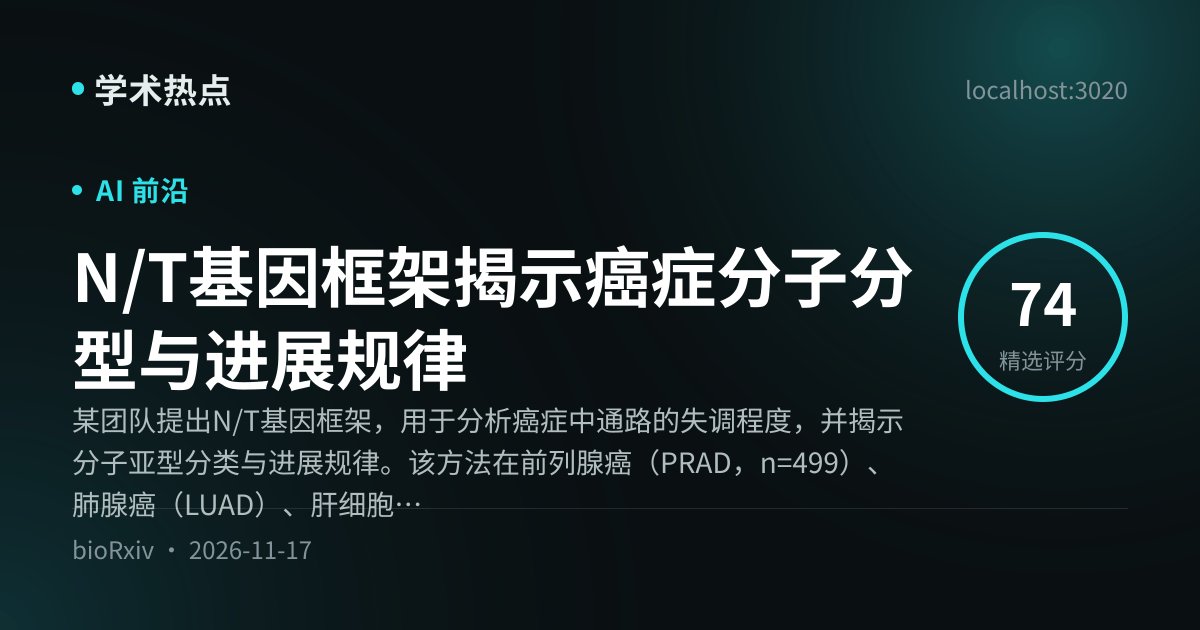 学术热点
localhost:3020
AI 前沿
N/T基因框架揭示癌症分子分
型与进展规律
74
精选评分
某团队提出N/T基因框架，用于分析癌症中通路的失调程度，并揭示
分子亚型分类与进展规律。该方法在前列腺癌（PRAD，n=499）、
肺腺癌（LUAD）、肝细胞…
bioRxiv · 2026-11-17